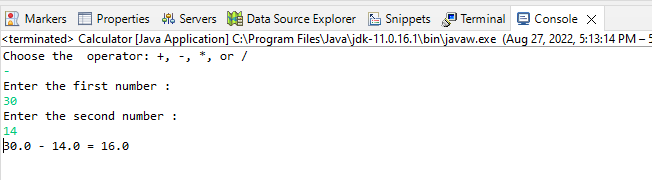 Markers Properties Servers Data Source Explorer Snippets Terminal Console
<terminated> Calculator [Java Application] C:\Program Files\Java\jdk-11.0.16.1\bin\javaw.exe (Aug 27, 2022, 5:13:14 PM – 5
Choose the  operator: +, -, *, or /
-
Enter the first number :
30
Enter the second number :
14
30.0 - 14.0 = 16.0